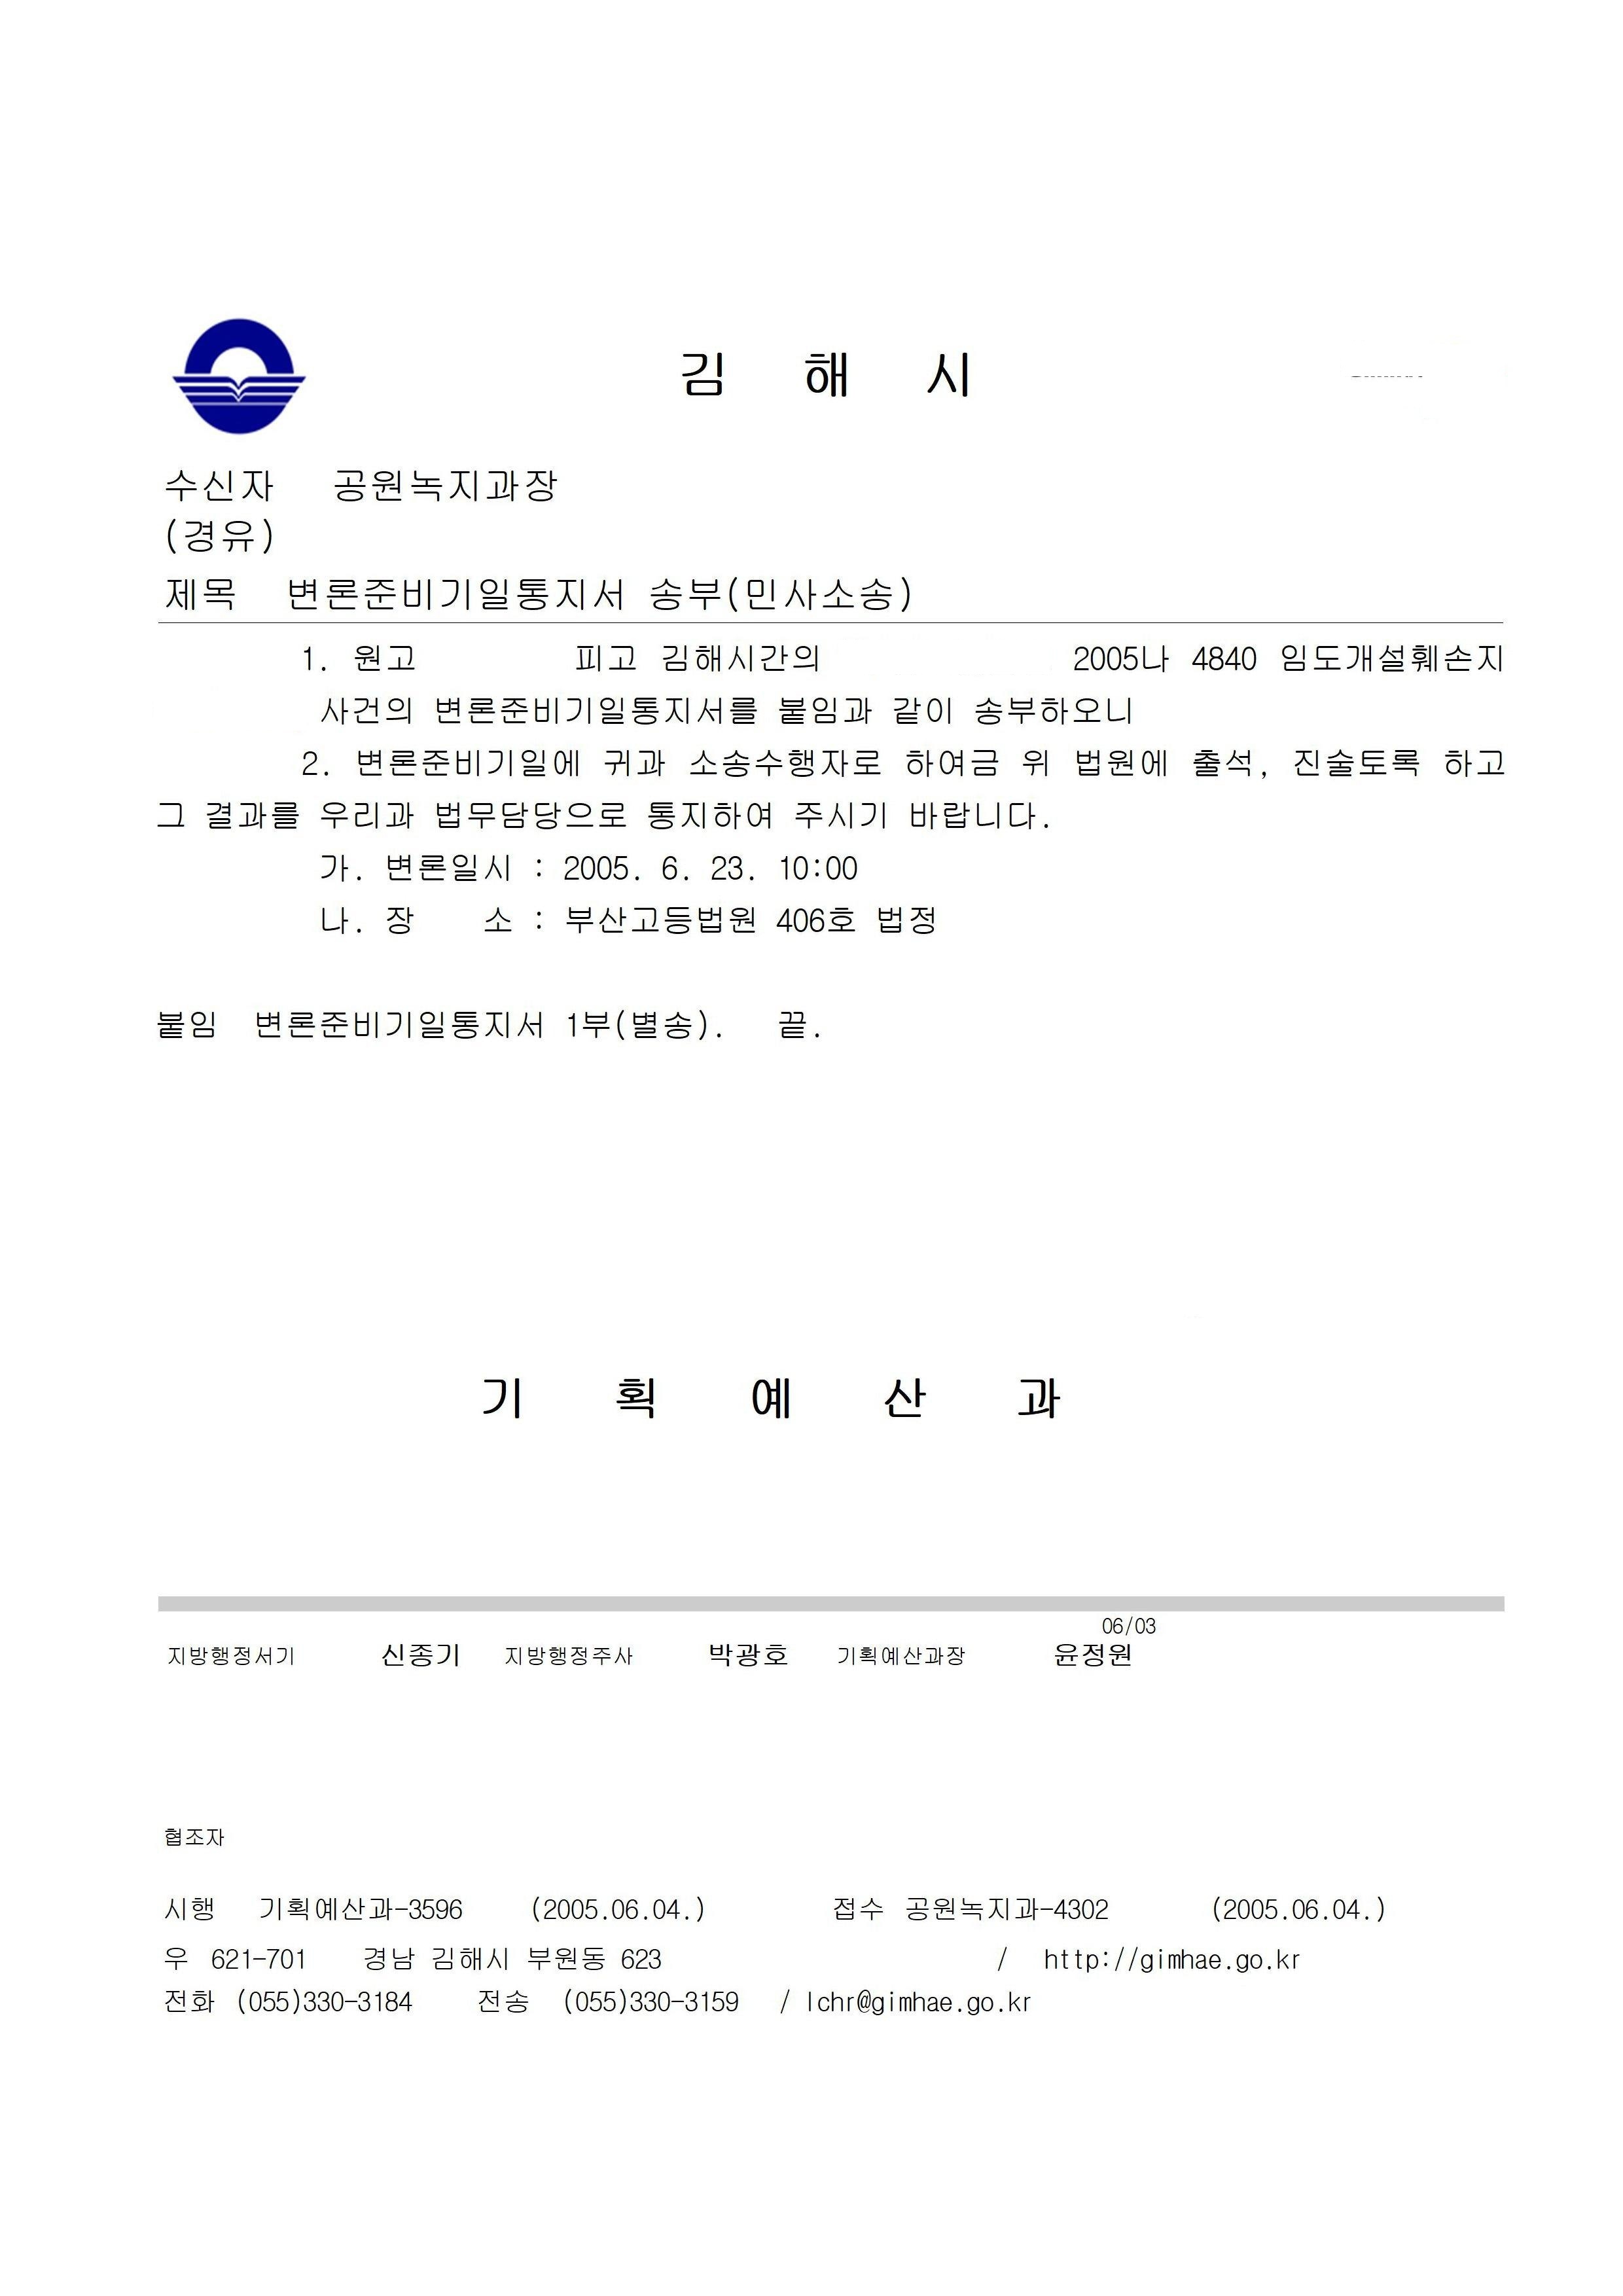 김 해 시
수신자 공원녹지과장
(경유)
제목 변론준비기일통지서 송부(민사소송)
1. 원고 피고 김해시간의 2005나 4840 임도개설훼손지
사건의 변론준비기일통지서를 붙임과 같이 송부하오니
2. 변론준비기일에 귀과 소송수행자로 하여금 위 법원에 출석, 진술토록 하고
그 결과를 우리과 법무담당으로 통지하여 주시기 바랍니다.
가. 변론일시 : 2005. 6. 23. 10:00
나. 장 소 : 부산고등법원 406호 법정
붙임 변론준비기일통지서 1부(별송). 끝.
기 획 예 산 과
06/03
지방행정서기 신종기 지방행정주사 박광호 기획예산과장 윤정원
협조자
시행 기획예산과-3596 (2005.06.04.) 접수 공원녹지과-4302 (2005.06.04.)
우 621-701 경남 김해시 부원동 623 / http://gimhae.go.kr
전화 (055)330-3184 전송 (055)330-3159 / lchr@gimhae.go.kr